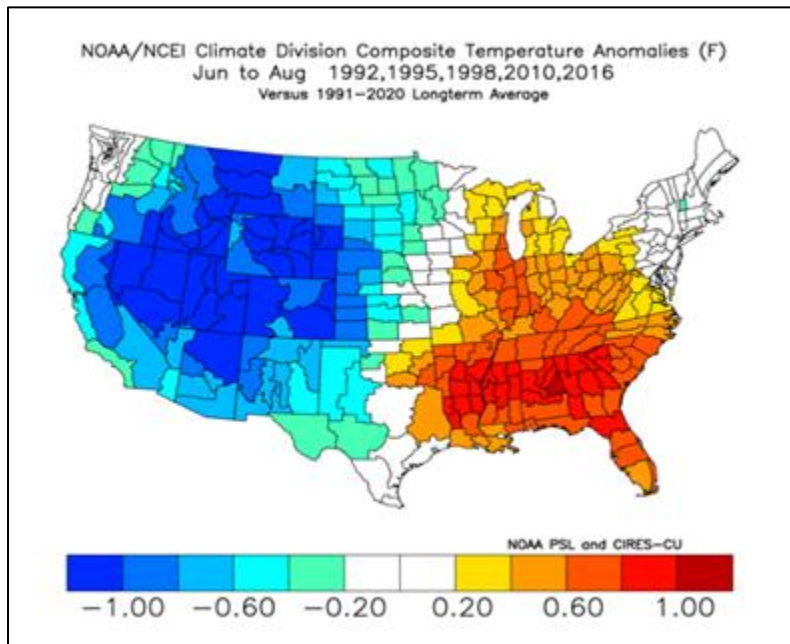 NOAA/NCEI Climate Division Composite Temperature Anomalies (F)
Jun to Aug 1992,1995,1998,2010,2016
Versus 1991-2020 Longterm Average
NOAA PSL and CIRES-CU
-1.00 -0.60 -0.20 0.20 0.60 1.00